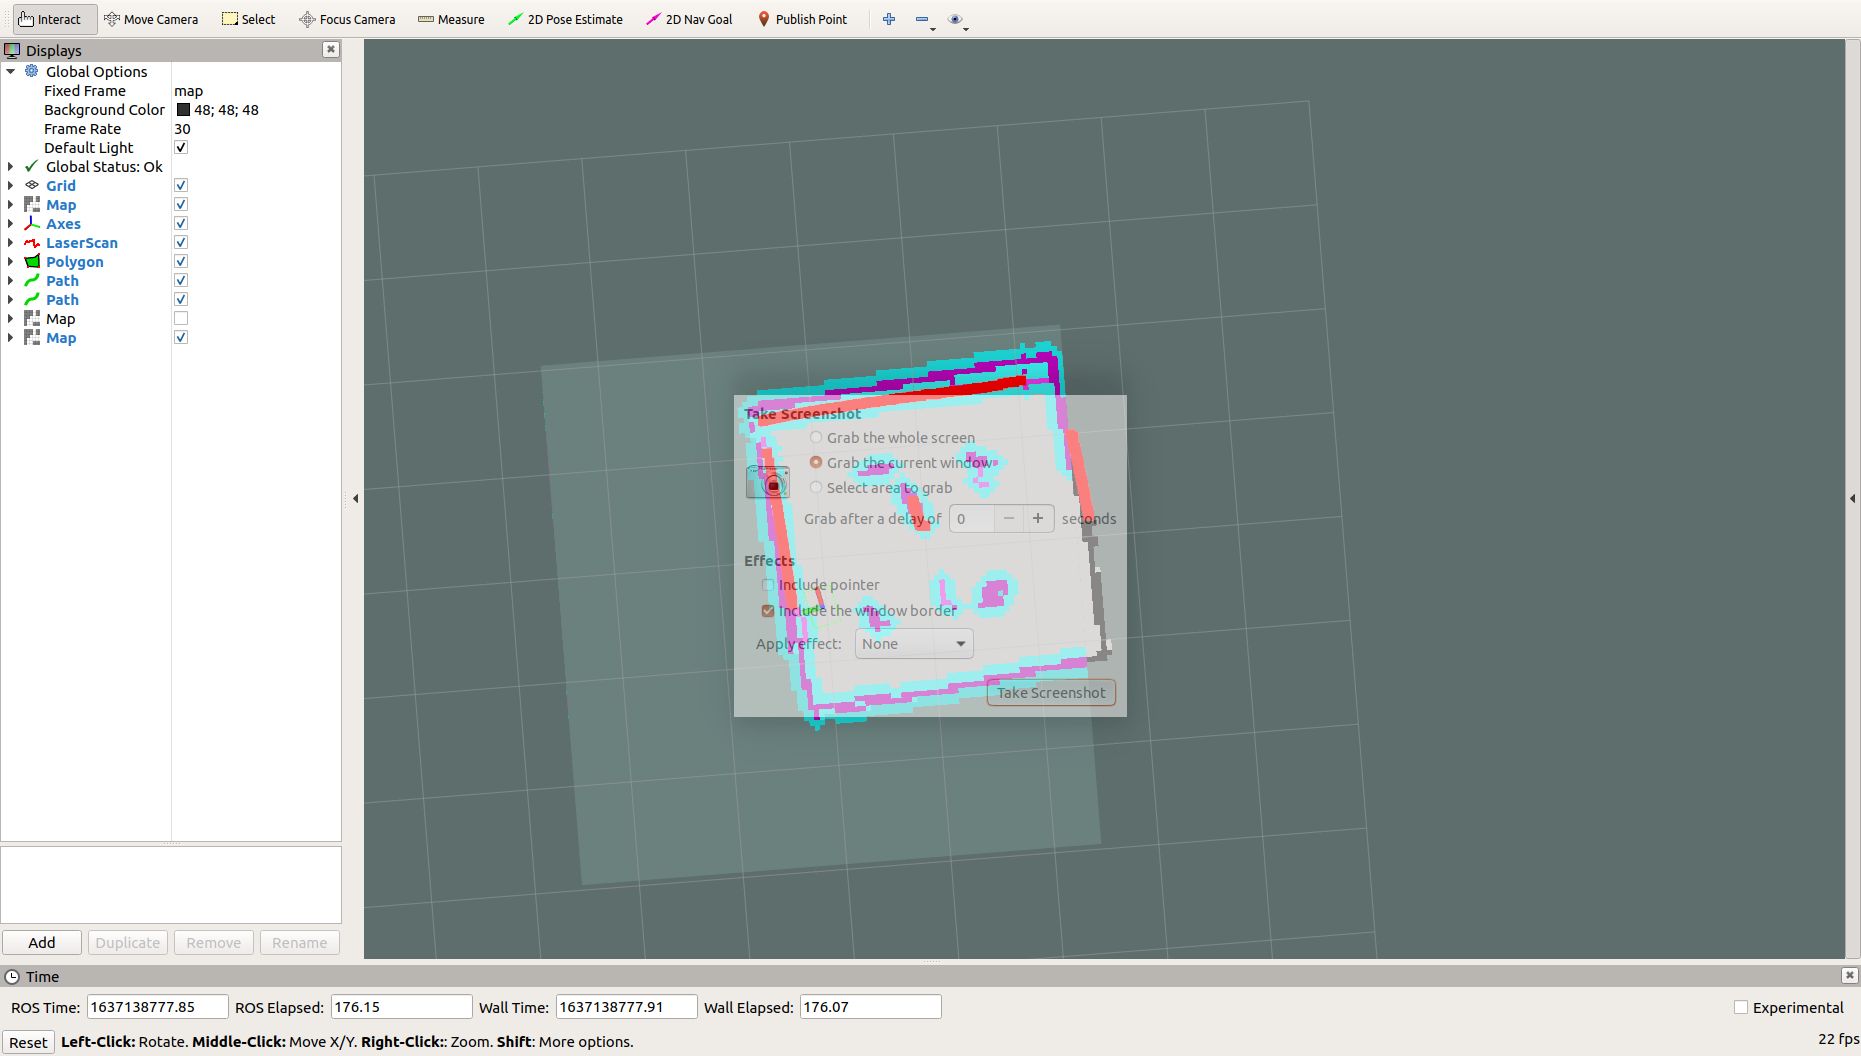 Interact Move Camera Select Focus Camera Measure 2D Pose Estimate 2D Nav Goal Publish Point
Displays
Global Options
Fixed Frame map
Background Color 48; 48; 48
Frame Rate 30
Default Light
Global Status: Ok
Grid
Map
Axes
LaserScan
Polygon
Path
Path
Map
Map
Add Duplicate Remove Rename
Take Screenshot
Grab the whole screen
Grab the current window
Select area to grab
Grab after a delay of 0 − + seconds
Effects
Include pointer
Include the window border
Apply effect: None
Take Screenshot
Time
ROS Time: 1637138777.85 ROS Elapsed: 176.15 Wall Time: 1637138777.91 Wall Elapsed: 176.07 Experimental
Reset Left-Click: Rotate. Middle-Click: Move X/Y. Right-Click:: Zoom. Shift: More options. 22 fps